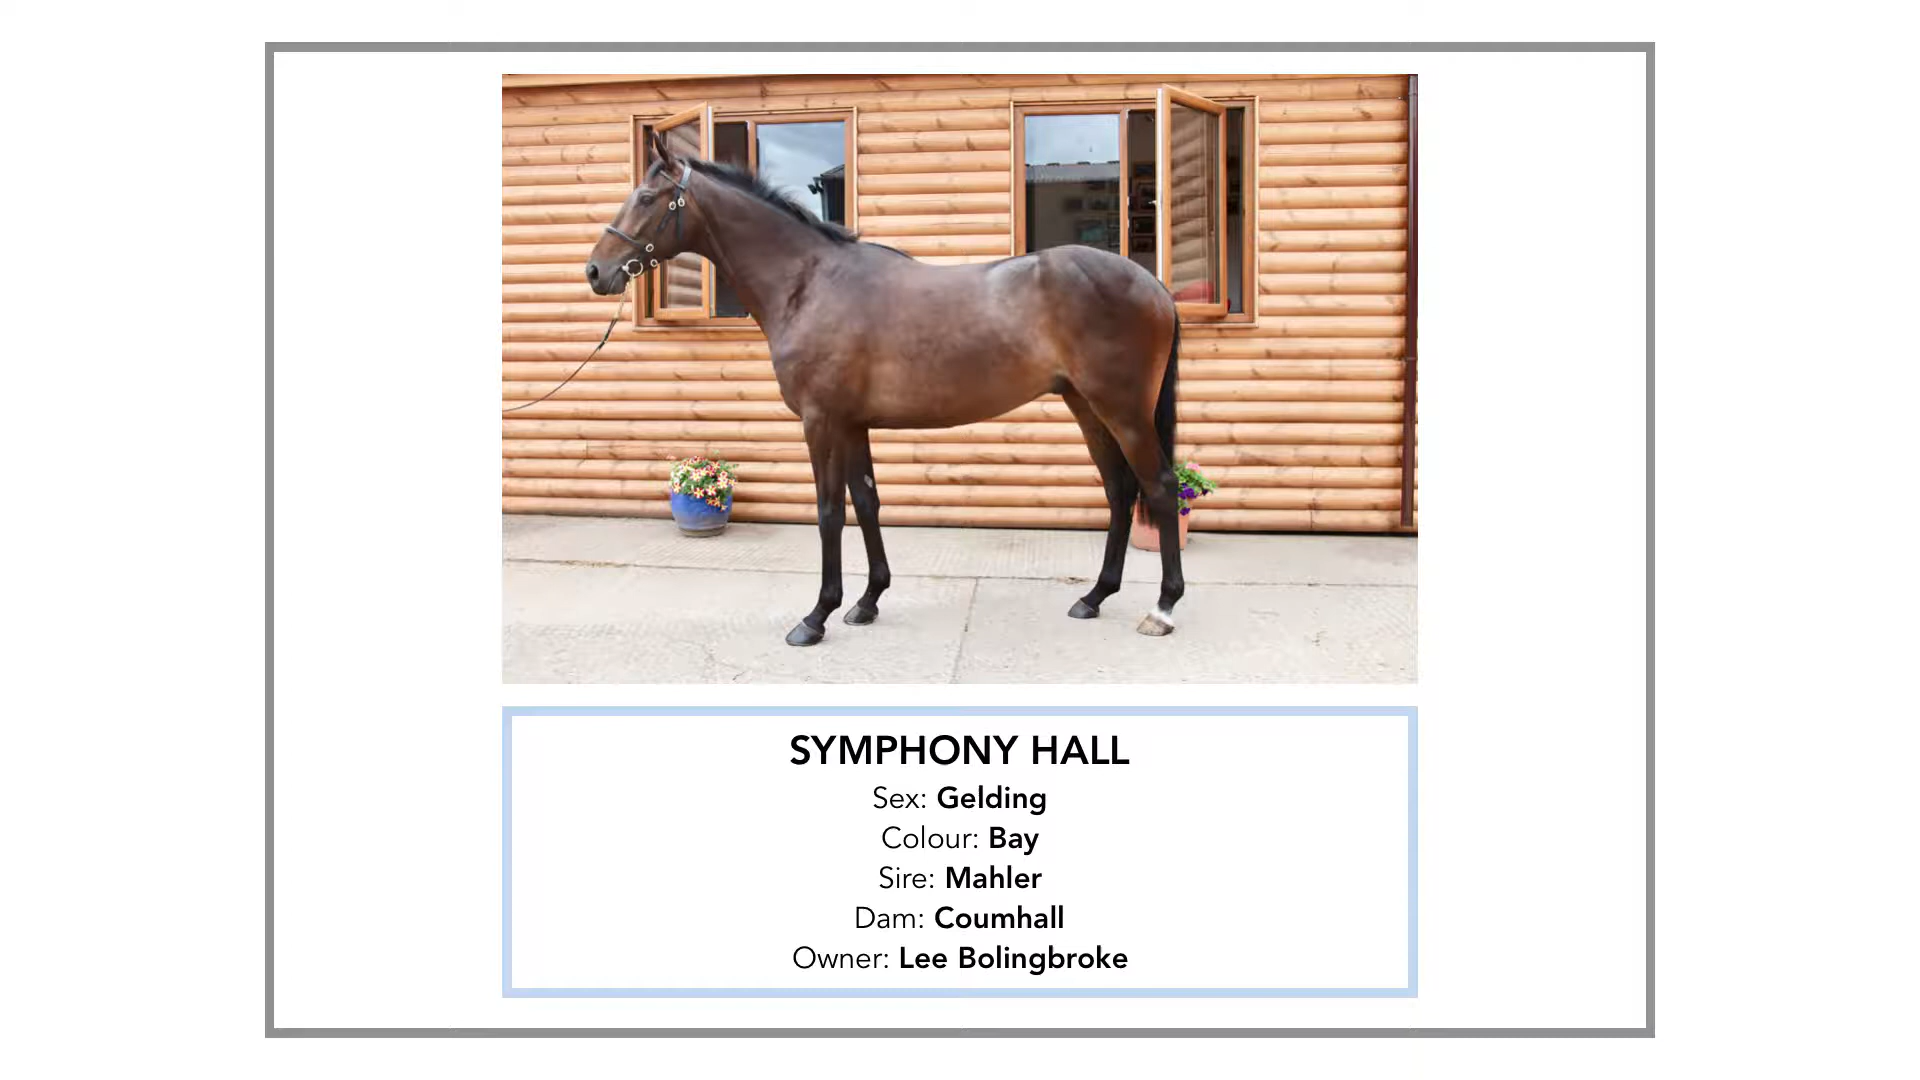 SYMPHONY HALL
Sex: Gelding
Colour: Bay
Sire: Mahler
Dam: Coumhall
Owner: Lee Bolingbroke